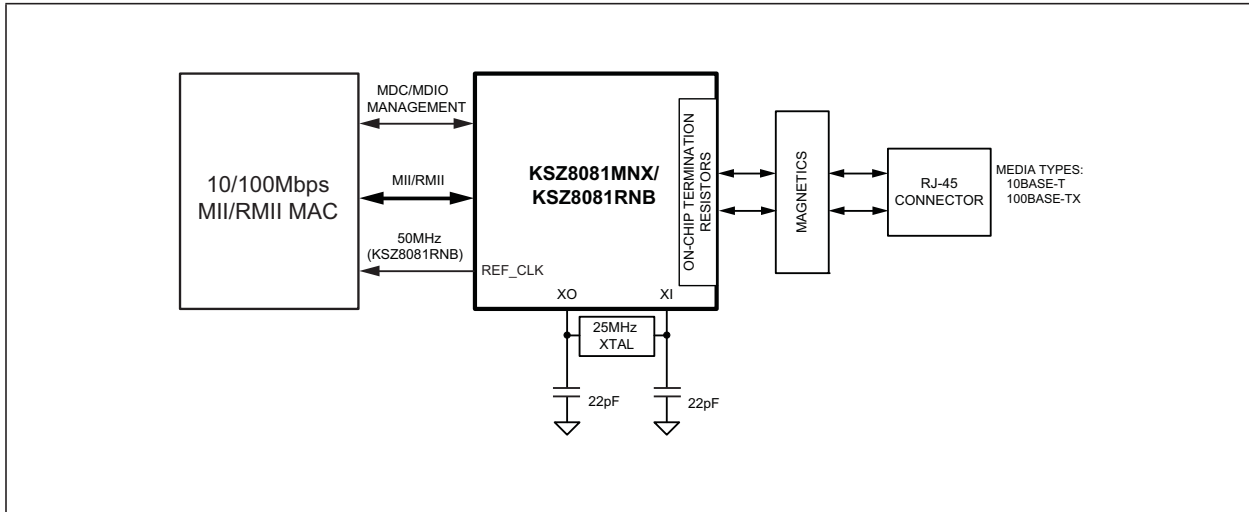 MDC/MDIO
MANAGEMENT
10/100Mbps
MII/RMII MAC
MII/RMII
50MHz
(KSZ8081RNB)
KSZ8081MNX/
KSZ8081RNB
REF_CLK
XO
XI
ON-CHIP TERMINATION
RESISTORS
MAGNETICS
RJ-45
CONNECTOR
MEDIA TYPES:
10BASE-T
100BASE-TX
25MHz
XTAL
22pF
22pF